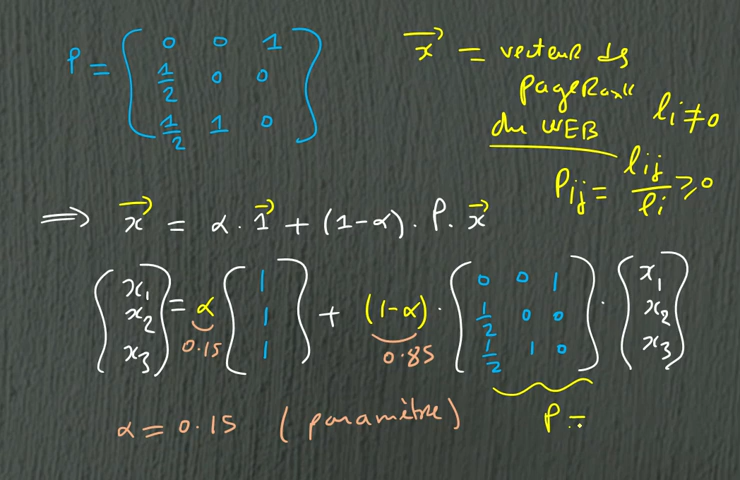 P = ( 0 0 1
1/2 0 0
1/2 1 0 )
x⃗ = vecteur de
pageRank
du WEB
li ≠ 0
Pij = lij/li ≥ 0
⟹ x⃗ = α · 1⃗ + (1-α) · P · x⃗
( x1 x2 x3 ) = α ( 1 1 1 ) + (1-α) · ( 0 0 1
1/2 0 0
1/2 1 0 ) · ( x1 x2 x3 )
0.15 0.85
α = 0.15 (paramètre)
P =